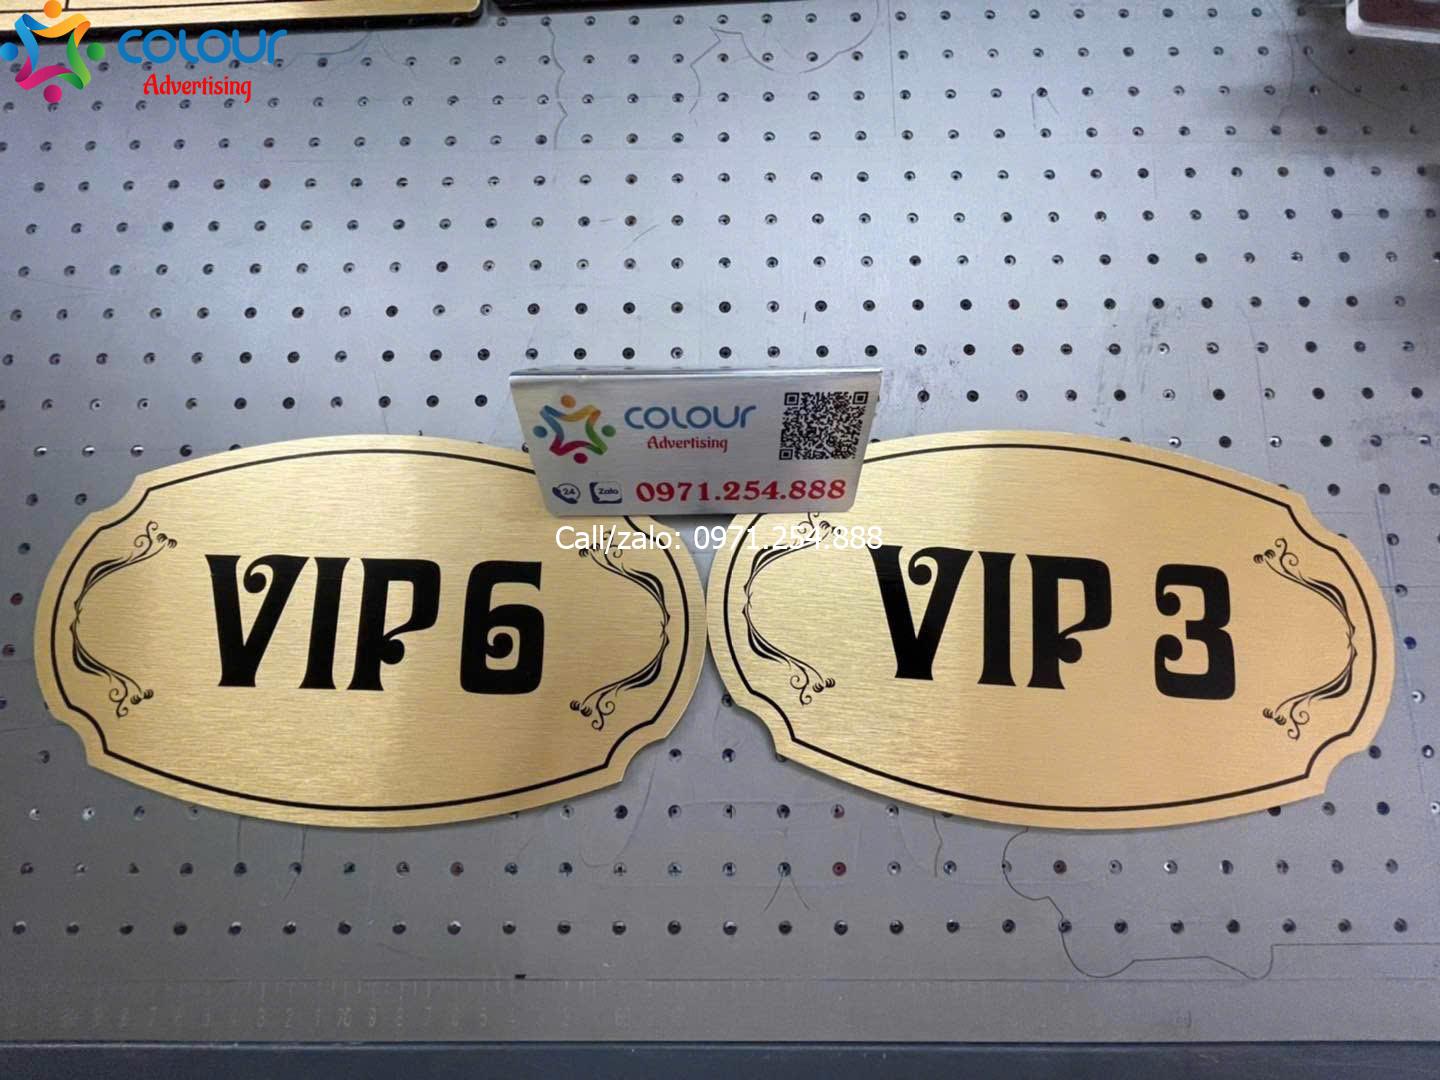 COLOUR
Advertising
COLOUR
Advertising
24 Zalo 0971.254.888
Call/zalo: 0971.254.888
VIP 6
VIP 3